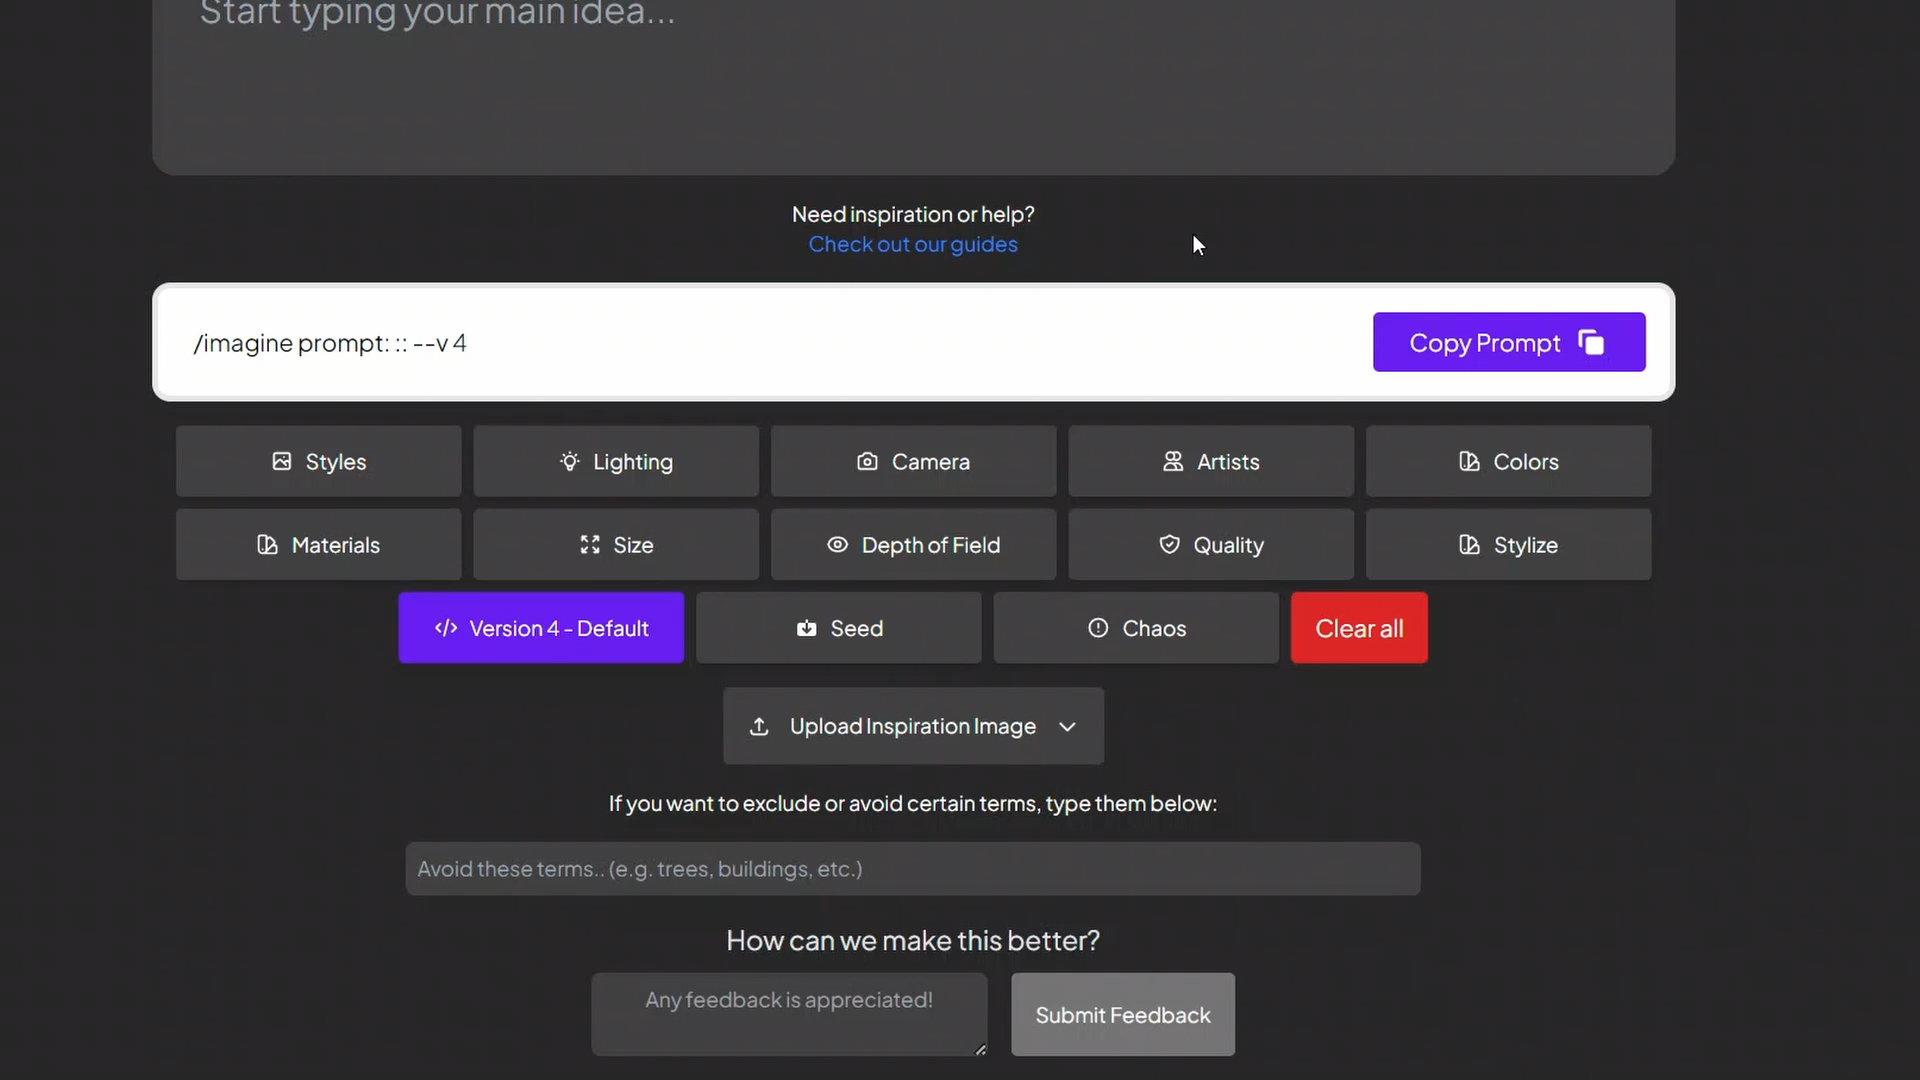 Start typing your main idea...
Need inspiration or help?
Check out our guides
/imagine prompt: :: --v 4
Copy Prompt
Styles
Lighting
Camera
Artists
Colors
Materials
Size
Depth of Field
Quality
Stylize
</> Version 4 - Default
Seed
Chaos
Clear all
Upload Inspiration Image
If you want to exclude or avoid certain terms, type them below:
Avoid these terms.. (e.g. trees, buildings, etc.)
How can we make this better?
Any feedback is appreciated!
Submit Feedback